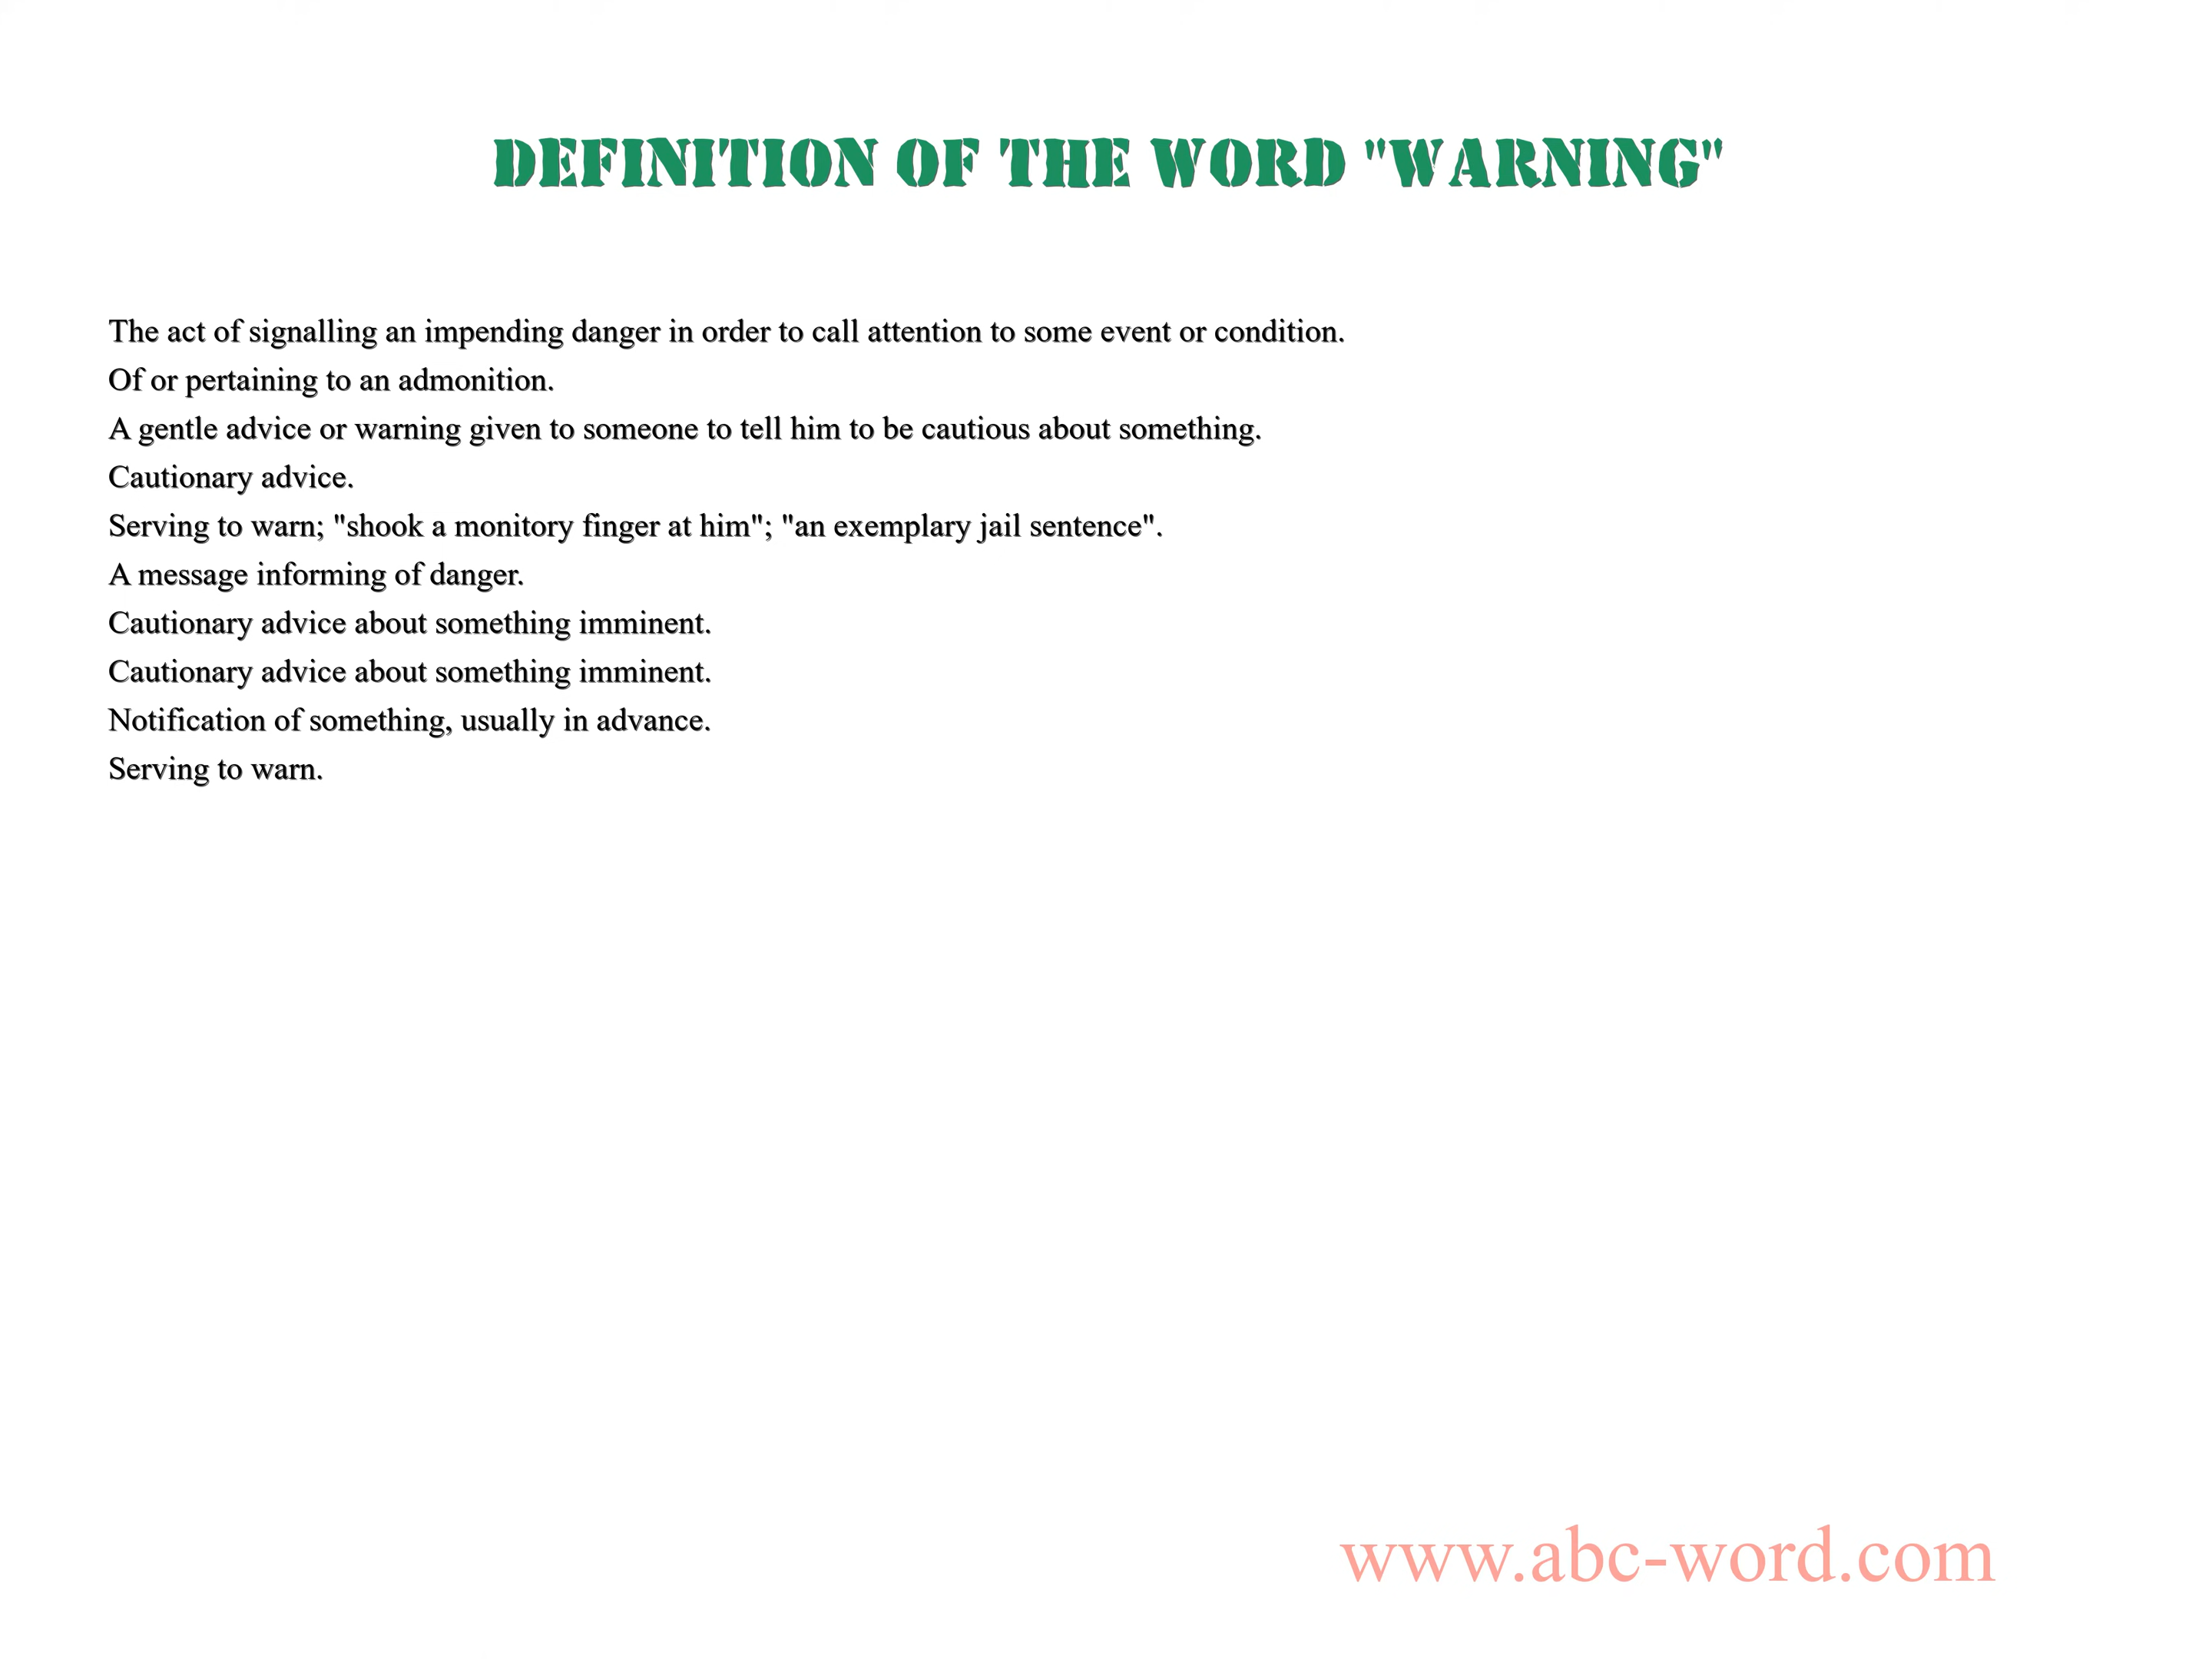 DEFINITION OF THE WORD "WARNING"
The act of signalling an impending danger in order to call attention to some event or condition.
Of or pertaining to an admonition.
A gentle advice or warning given to someone to tell him to be cautious about something.
Cautionary advice.
Serving to warn; "shook a monitory finger at him"; "an exemplary jail sentence".
A message informing of danger.
Cautionary advice about something imminent.
Cautionary advice about something imminent.
Notification of something, usually in advance.
Serving to warn.
www.abc-word.com